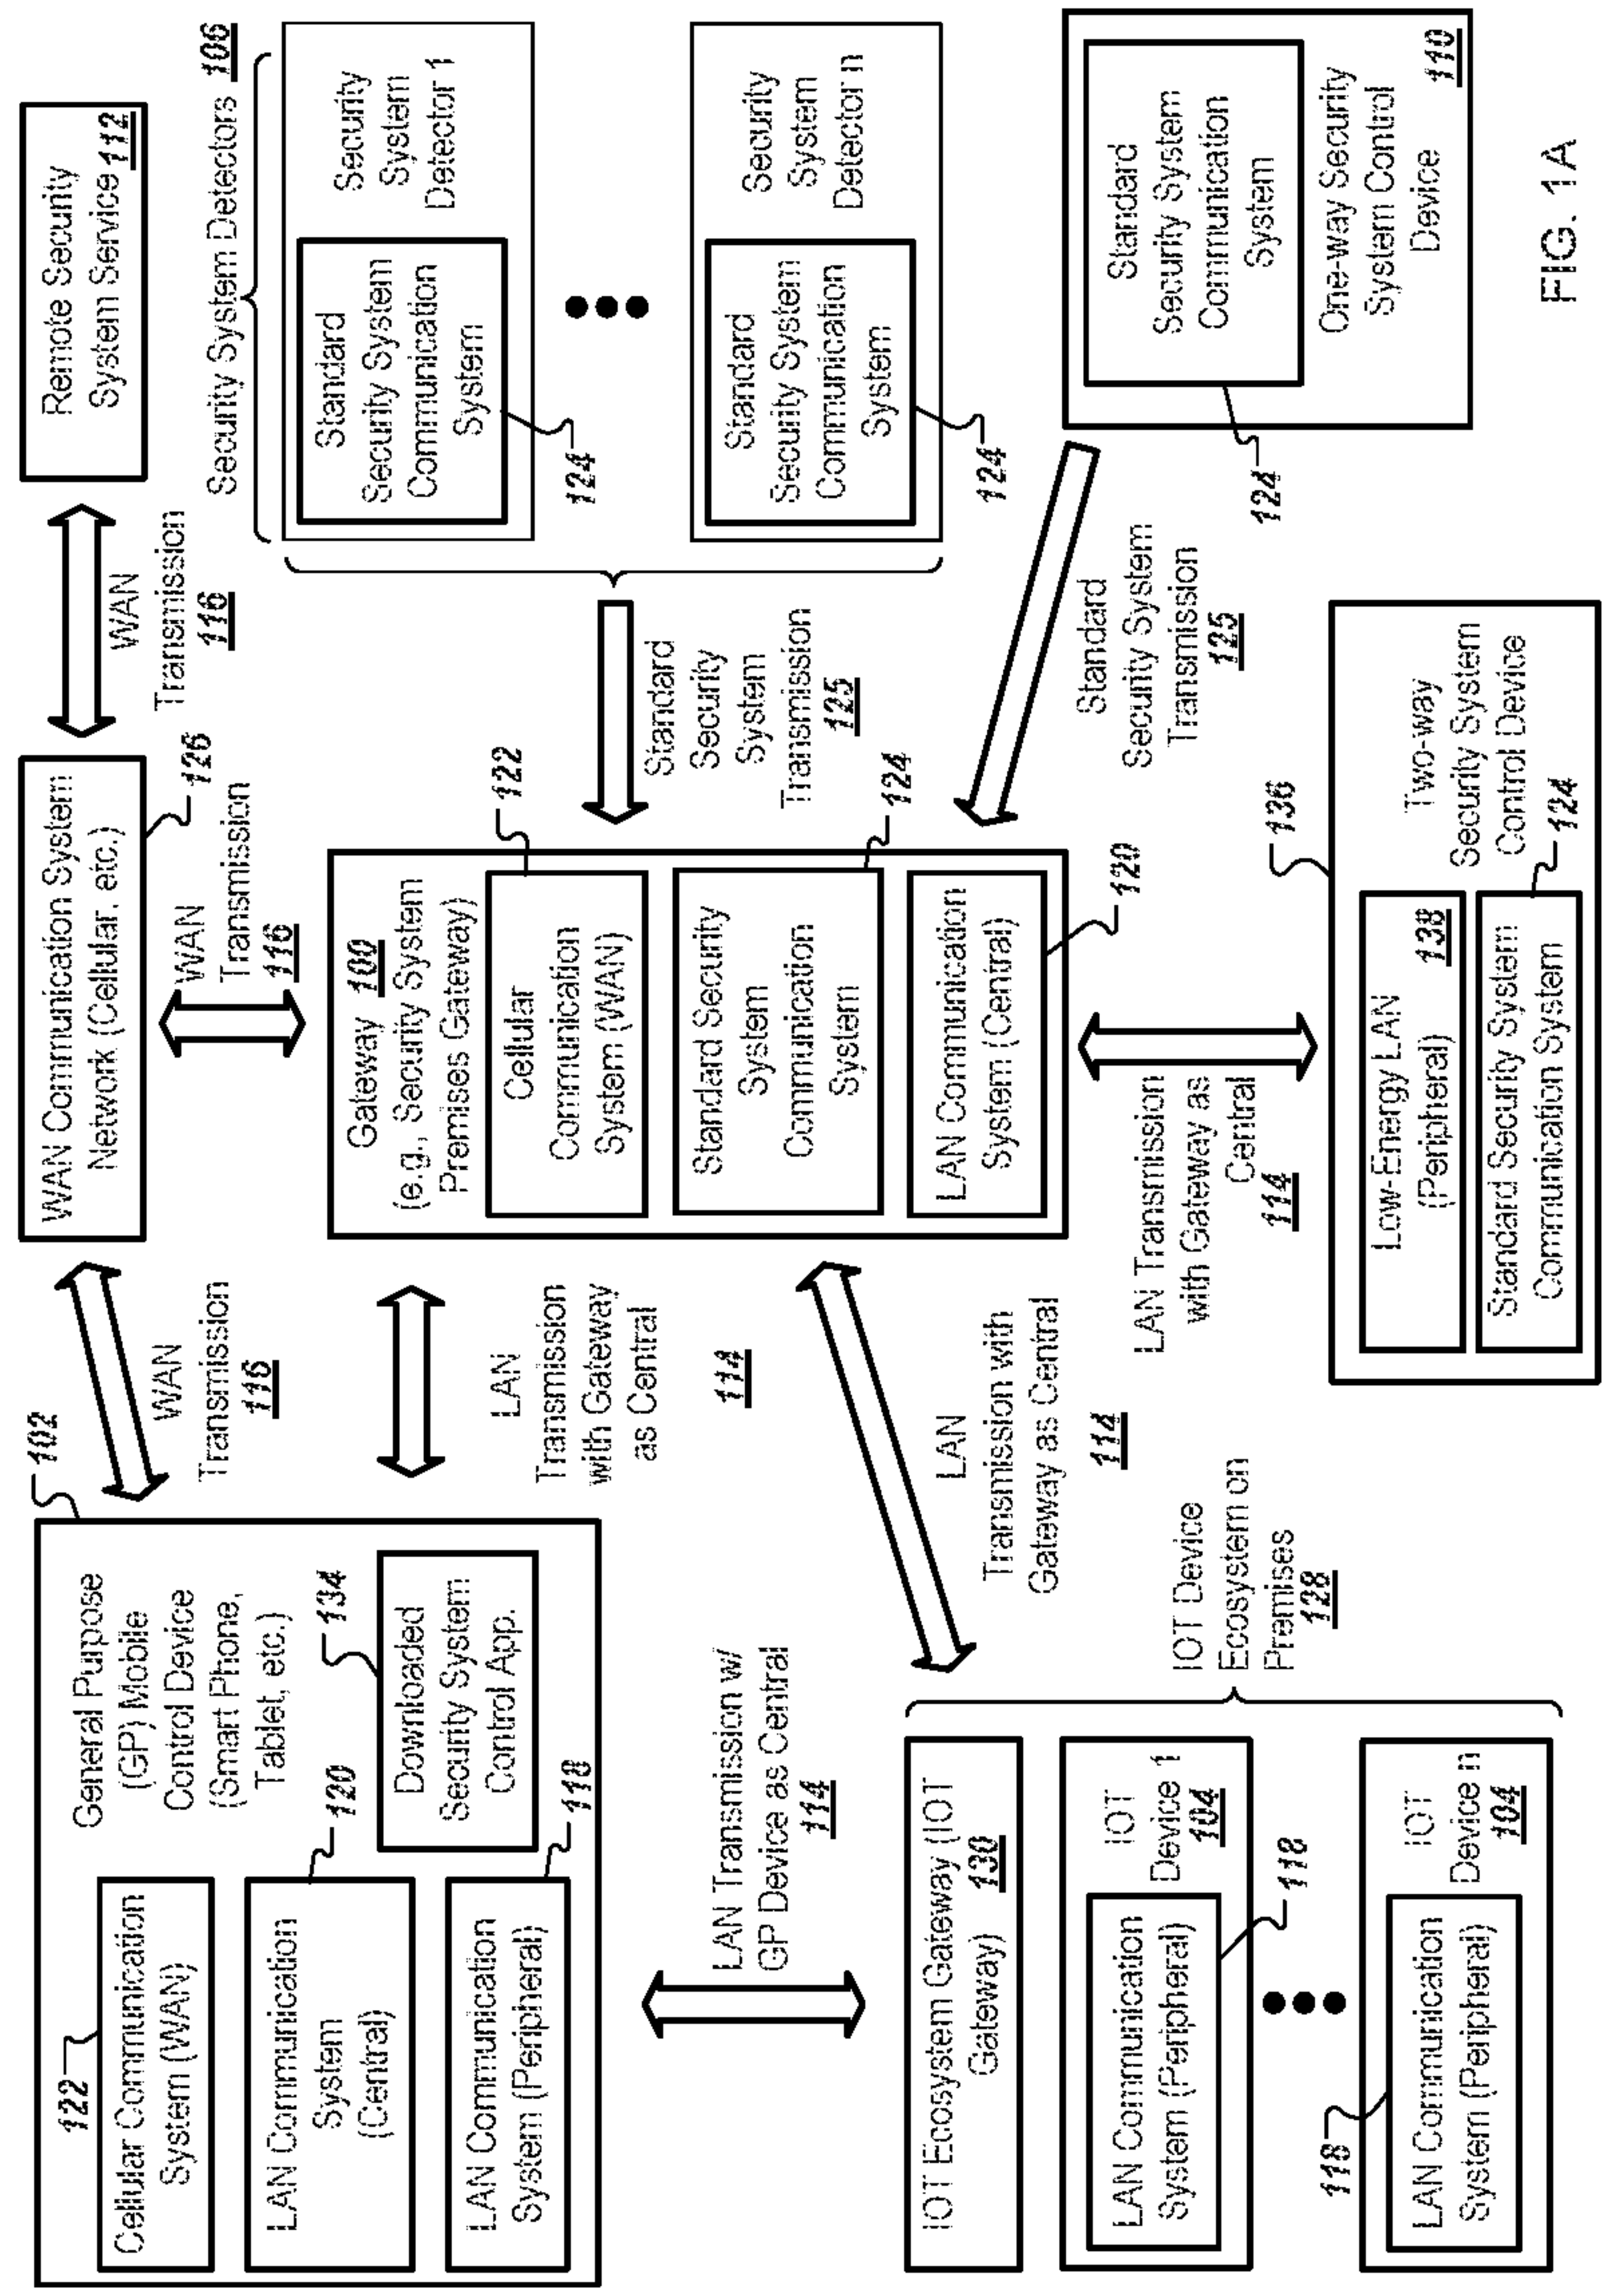 General Purpose
(GP) Mobile
Control Device
(Smart Phone,
Tablet, etc.)
102
122
Cellular Communication
System (WAN)
LAN Communication
System
(Central)
120
LAN Communication
System (Peripheral)
118
Downloaded
Security System
Control App.
134
WAN
Transmission
116
WAN Communication System
Network (Cellular, etc.)
126
WAN
Transmission
116
Remote Security
System Service 112
WAN
Transmission
116
LAN
Transmission
with Gateway
as Central
114
Gateway 100
(e.g., Security System
Premises Gateway)
Cellular
Communication
System (WAN)
122
Standard Security
System
Communication
System
124
LAN Communication
System (Central)
120
Security System Detectors 106
Standard
Security System
Communication
System
124
Security
System
Detector 1
Standard
Security System
Communication
System
124
Security
System
Detector n
Standard
Security
System
Transmission
125
Standard
Security System
Transmission
125
Standard
Security System
Communication
System
124
One-way Security
System Control
Device
110
LAN Transmission w/
GP Device as Central
114
LAN
Transmission with
Gateway as Central
114
LAN Transmission
with Gateway as
Central
114
IOT Ecosystem Gateway (IOT
Gateway) 130
LAN Communication
System (Peripheral)
118
IOT
Device 1
104
LAN Communication
System (Peripheral)
118
IOT
Device n
104
IOT Device
Ecosystem on
Premises
128
136
Low-Energy LAN
(Peripheral) 138
Standard Security System
Communication System
124
Two-way
Security System
Control Device
FIG. 1A